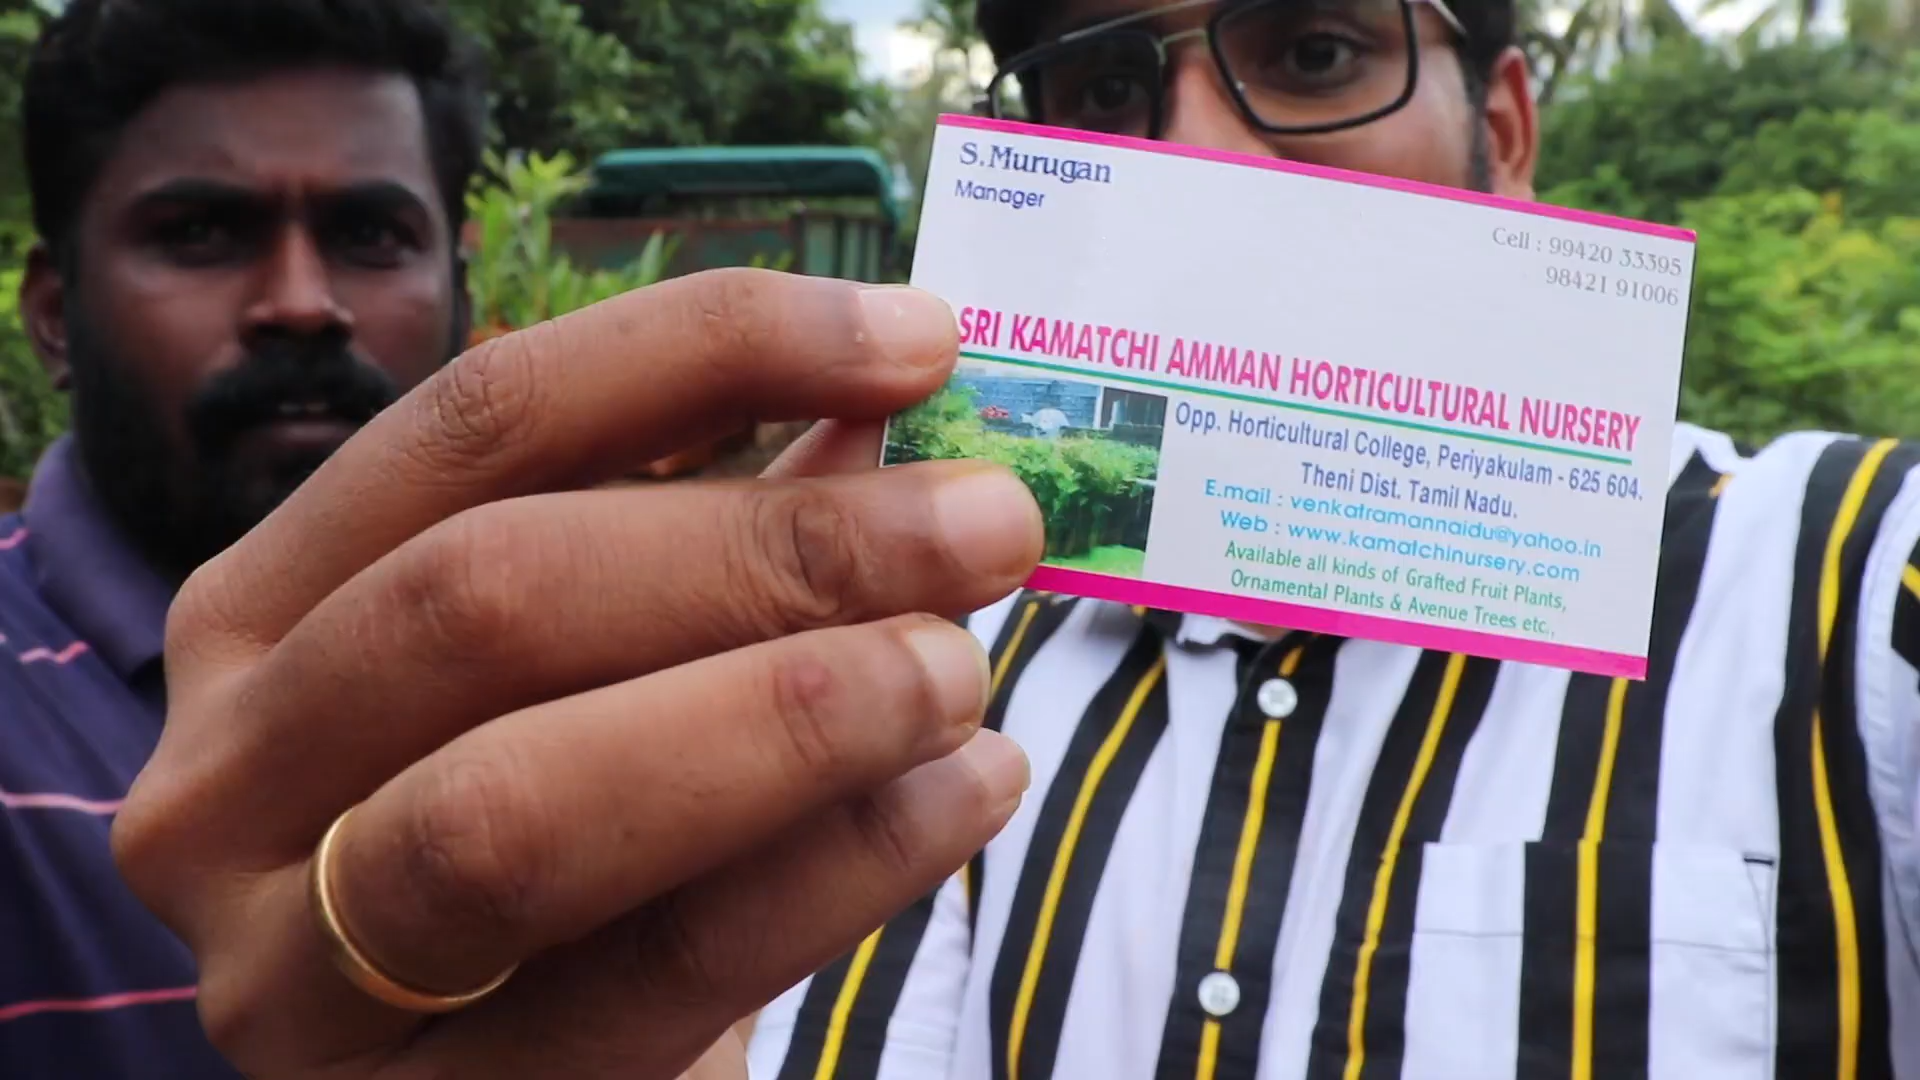 S.Murugan
Manager
Cell : 99420 33395
98421 91006
SRI KAMATCHI AMMAN HORTICULTURAL NURSERY
Opp. Horticultural College, Periyakulam - 625 604.
Theni Dist. Tamil Nadu.
E.mail : venkatramannaidu@yahoo.in
Web : www.kamatchinursery.com
Available all kinds of Grafted Fruit Plants,
Ornamental Plants & Avenue Trees etc.,